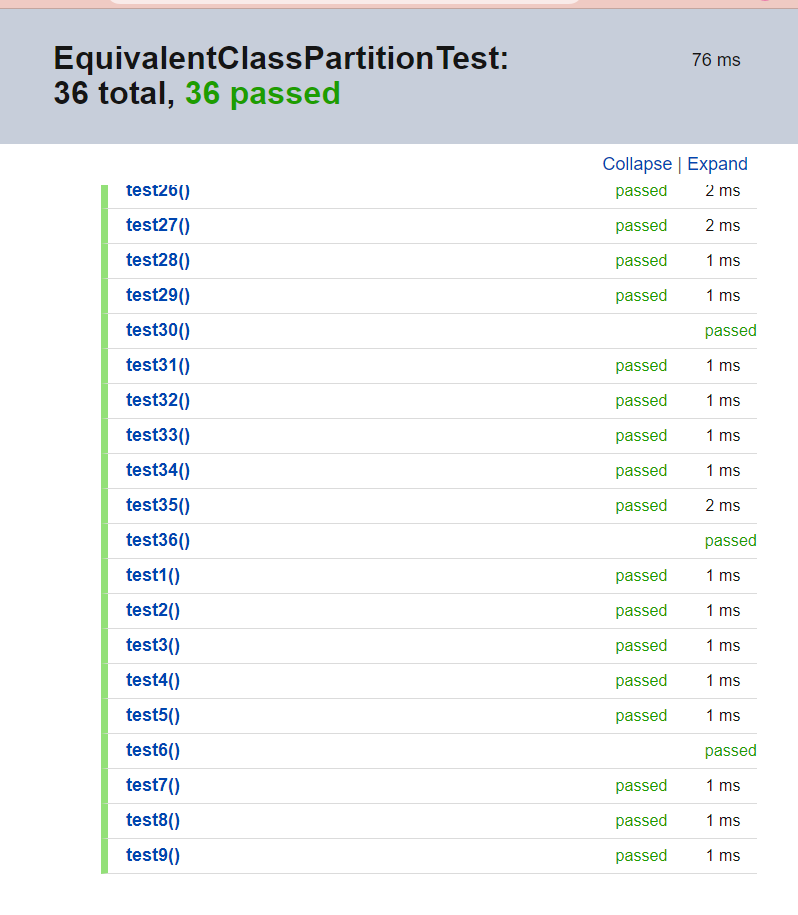 EquivalentClassPartitionTest: 76 ms
36 total, 36 passed
Collapse | Expand
test26() passed 2 ms
test27() passed 2 ms
test28() passed 1 ms
test29() passed 1 ms
test30() passed
test31() passed 1 ms
test32() passed 1 ms
test33() passed 1 ms
test34() passed 1 ms
test35() passed 2 ms
test36() passed
test1() passed 1 ms
test2() passed 1 ms
test3() passed 1 ms
test4() passed 1 ms
test5() passed 1 ms
test6() passed
test7() passed 1 ms
test8() passed 1 ms
test9() passed 1 ms